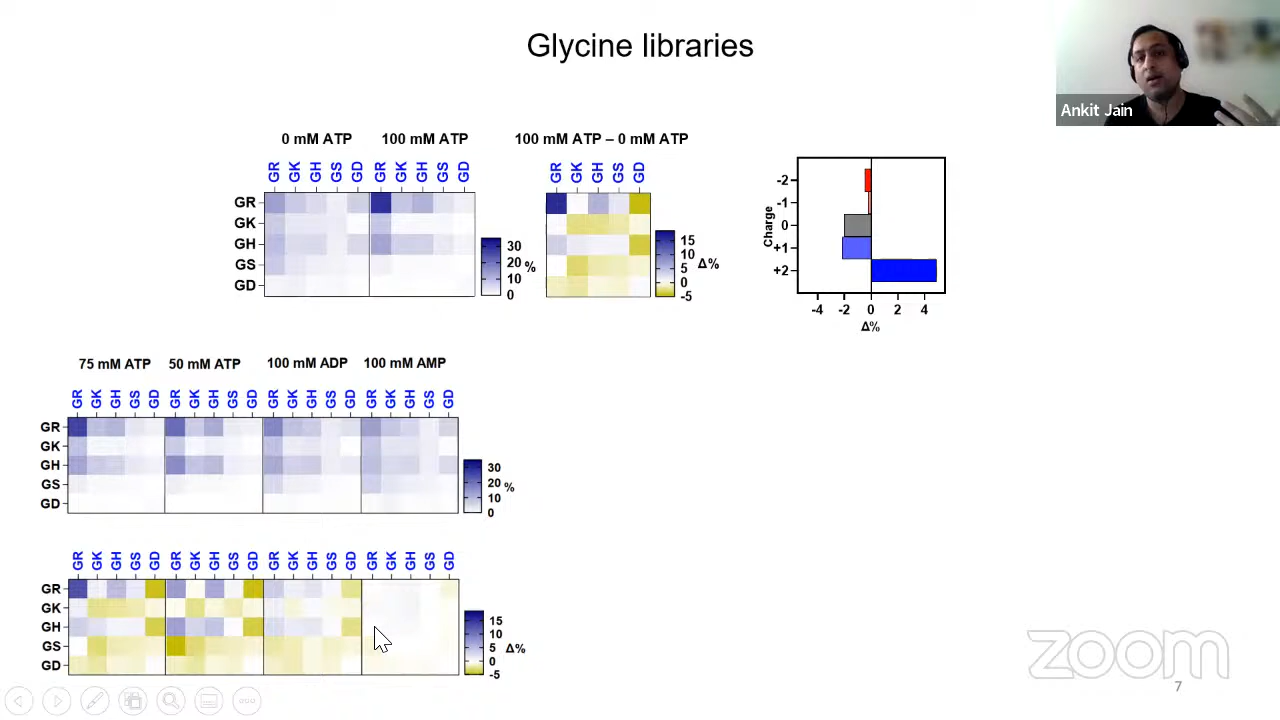 Glycine libraries
Ankit Jain
0 mM ATP 100 mM ATP 100 mM ATP – 0 mM ATP
GR GK GH GS GD GR GK GH GS GD GR GK GH GS GD
GR
GK
GH
GS
GD
30
20
10
0
%
15
10
5
0
-5
Δ%
Charge
-2
-1
0
+1
+2
-4 -2 0 2 4
Δ%
75 mM ATP 50 mM ATP 100 mM ADP 100 mM AMP
GR GK GH GS GD GR GK GH GS GD GR GK GH GS GD GR GK GH GS GD
GR
GK
GH
GS
GD
30
20
10
0
%
GR GK GH GS GD GR GK GH GS GD GR GK GH GS GD GR GK GH GS GD
GR
GK
GH
GS
GD
15
10
5
0
-5
Δ%
zoom
7